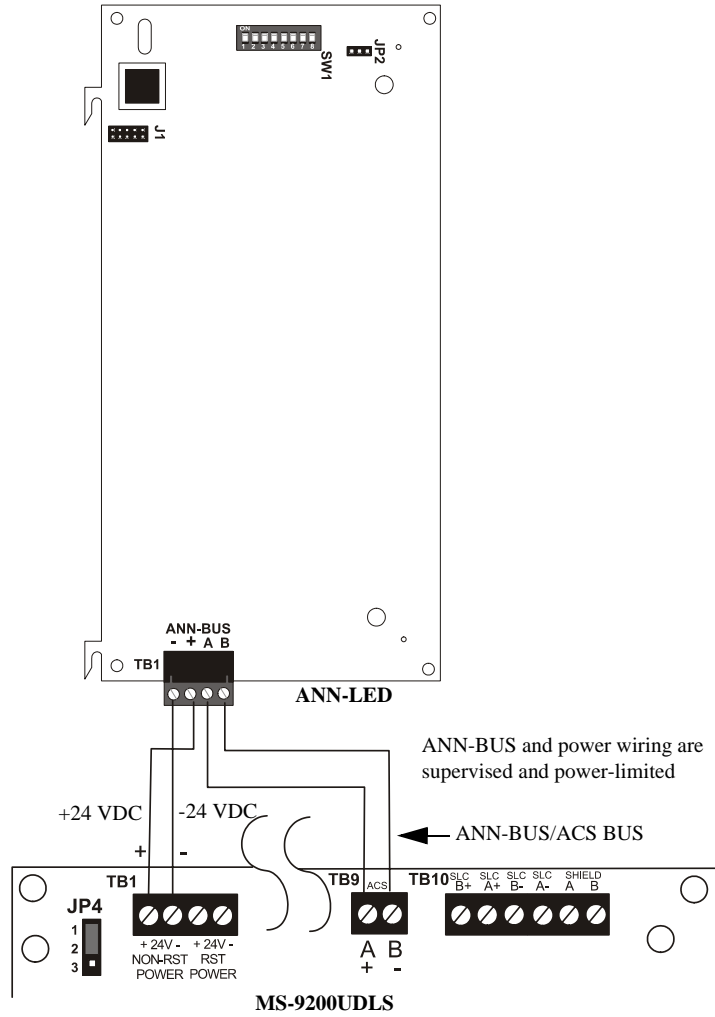 ON
1 2 3 4 5 6 7 8
SW1
JP2
J1
ANN-BUS
- + A B
TB1
ANN-LED
ANN-BUS and power wiring are
supervised and power-limited
+24 VDC
-24 VDC
ANN-BUS/ACS BUS
+ -
TB1
TB9
ACS
TB10
SLC SLC SLC SLC SHIELD
B+ A+ B- A- A B
JP4
1
2
3
+ 24V - + 24V -
NON-RST RST
POWER POWER
A B
+ -
MS-9200UDLS